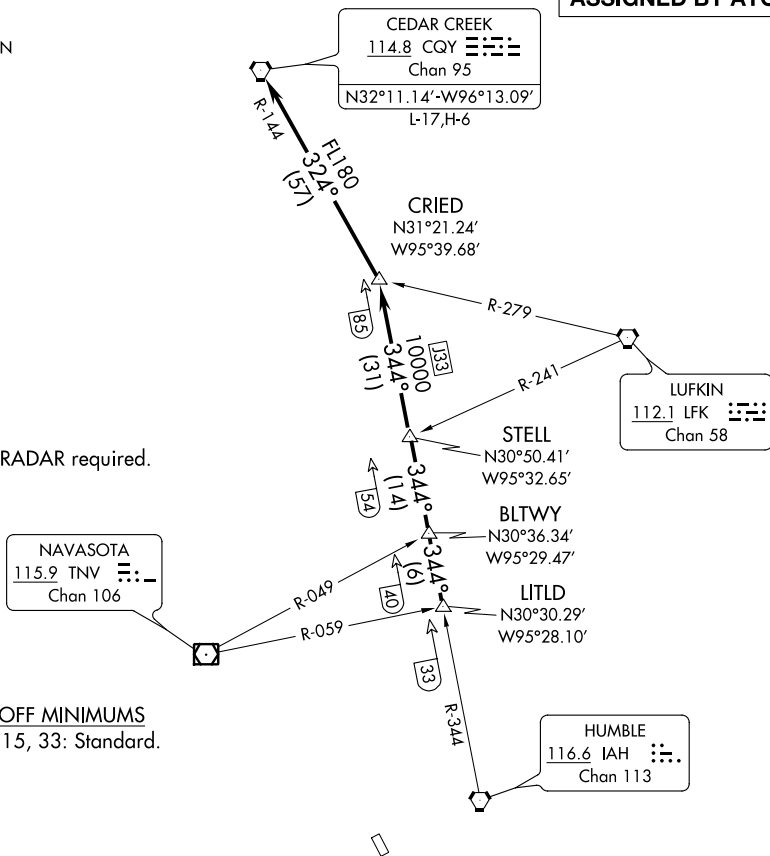 ASSIGNED BY ATC
N
CEDAR CREEK
114.8 CQY
Chan 95
N32°11.14′-W96°13.09′
L-17,H-6
R-144
FL180
324°
(57)
CRIED
N31°21.24′
W95°39.68′
85
R-279
J33
10000
344°
(31)
R-241
LUFKIN
112.1 LFK
Chan 58
STELL
N30°50.41′
W95°32.65′
RADAR required.
54
344°
(14)
BLTWY
N30°36.34′
W95°29.47′
NAVASOTA
115.9 TNV
Chan 106
R-049
40
344°
(6)
LITLD
N30°30.29′
W95°28.10′
R-059
33
R-344
OFF MINIMUMS
15, 33: Standard.
HUMBLE
116.6 IAH
Chan 113